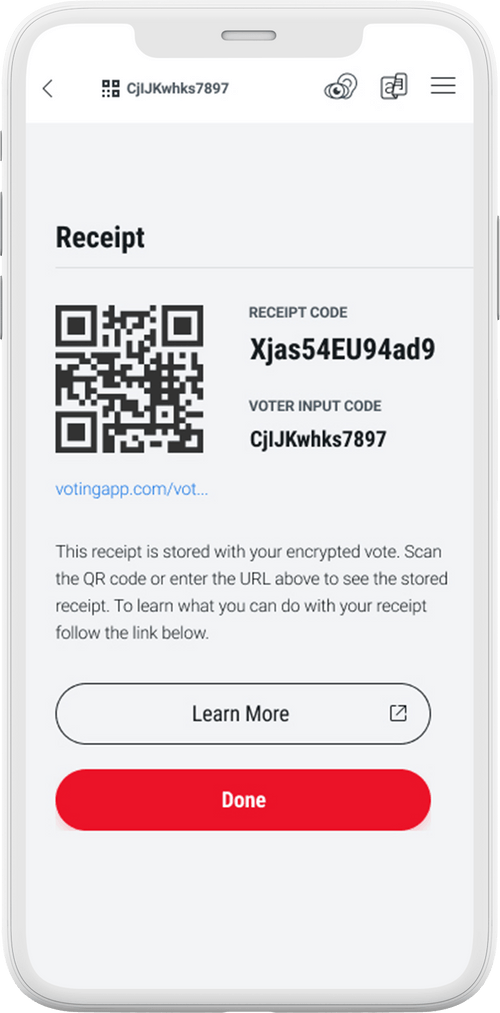 CjIJKwhks7897
Receipt
RECEIPT CODE
Xjas54EU94ad9
VOTER INPUT CODE
CjIJKwhks7897
votingapp.com/vot...
This receipt is stored with your encrypted vote. Scan
the QR code or enter the URL above to see the stored
receipt. To learn what you can do with your receipt
follow the link below.
Learn More
Done